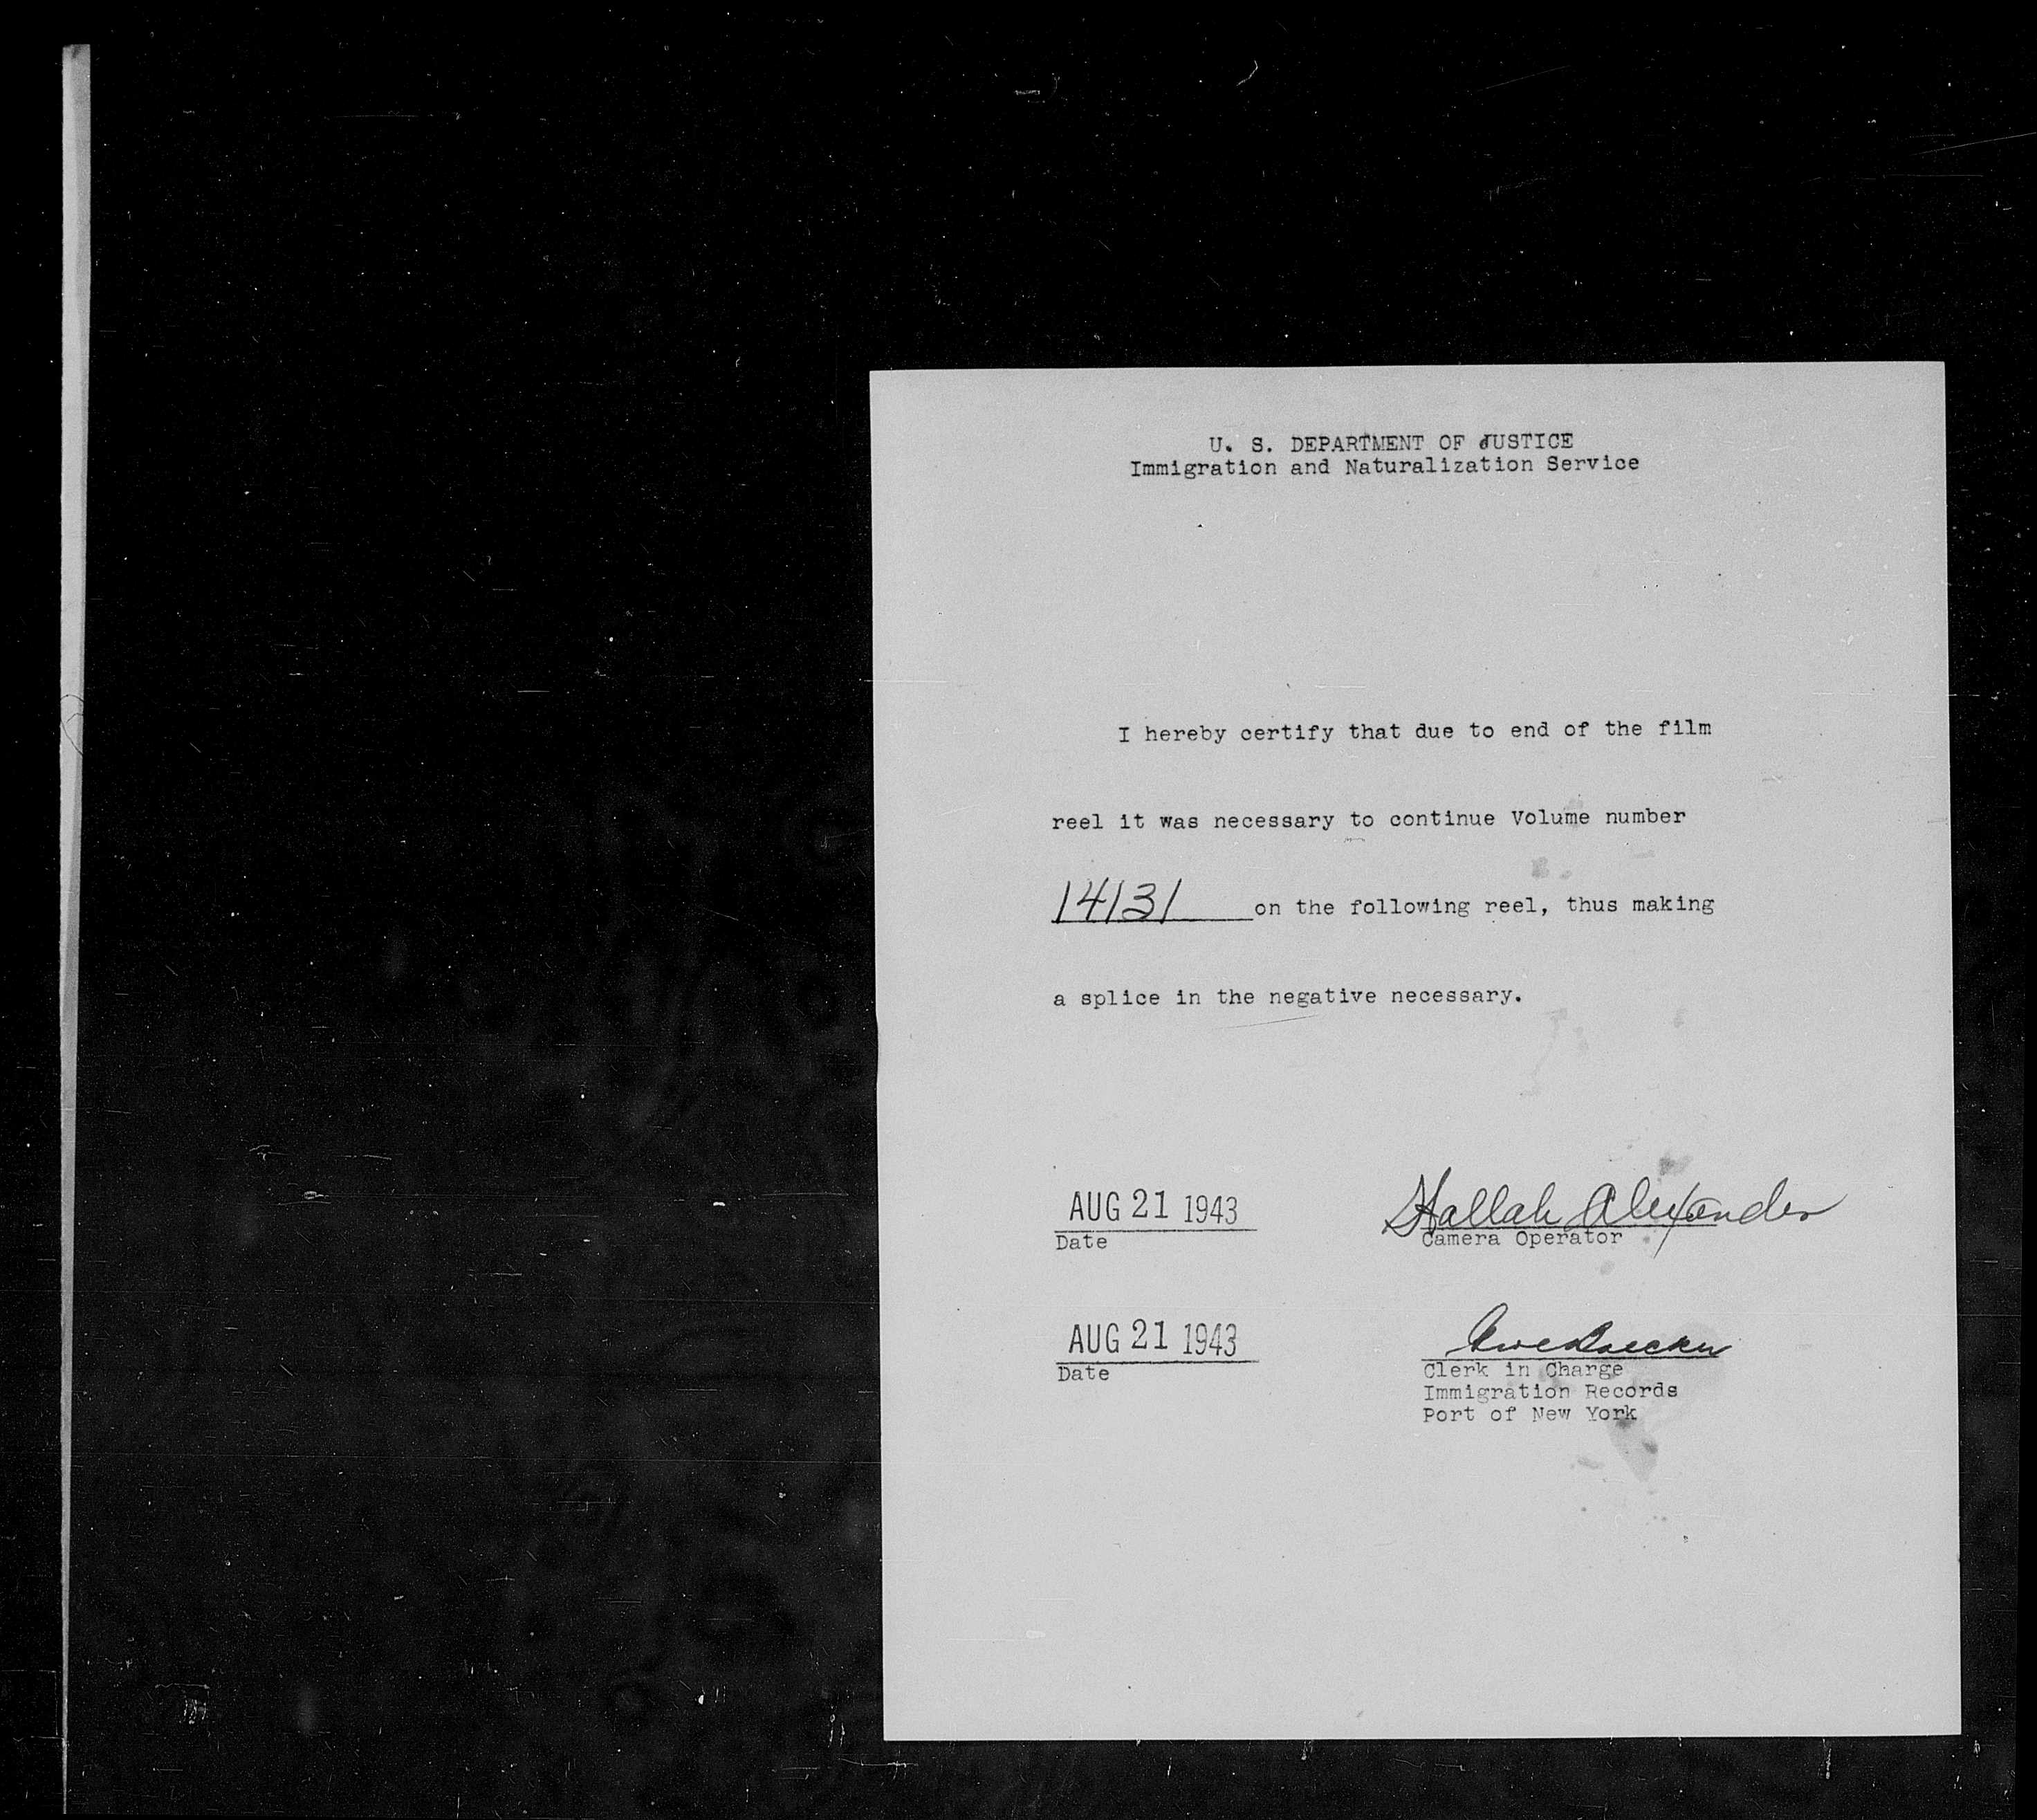 U. S. DEPARTMENT OF JUSTICE
Immigration and Naturalization Service
I hereby certify that due to end of the film
reel it was necessary to continue Volume number
14131 on the following reel, thus making
a splice in the negative necessary.
AUG 21 1943
Date
Hallah Alexander
Camera Operator
AUG 21 1943
Date
Clerk in Charge
Immigration Records
Port of New York